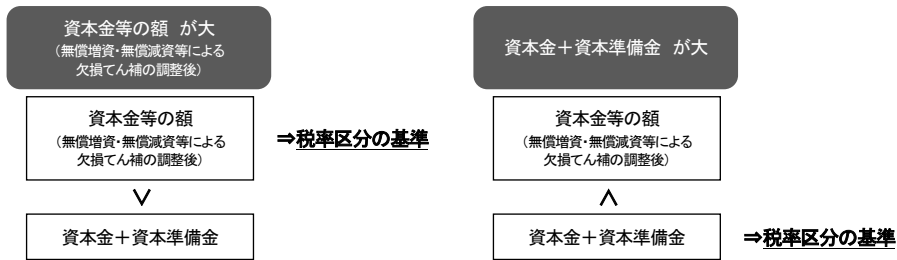 資本金等の額 が大
(無償増資・無償減資等による
欠損てん補の調整後)
資本金等の額
(無償増資・無償減資等による
欠損てん補の調整後)
⇒税率区分の基準
∨
資本金＋資本準備金
資本金＋資本準備金 が大
資本金等の額
(無償増資・無償減資等による
欠損てん補の調整後)
∧
資本金＋資本準備金
⇒税率区分の基準